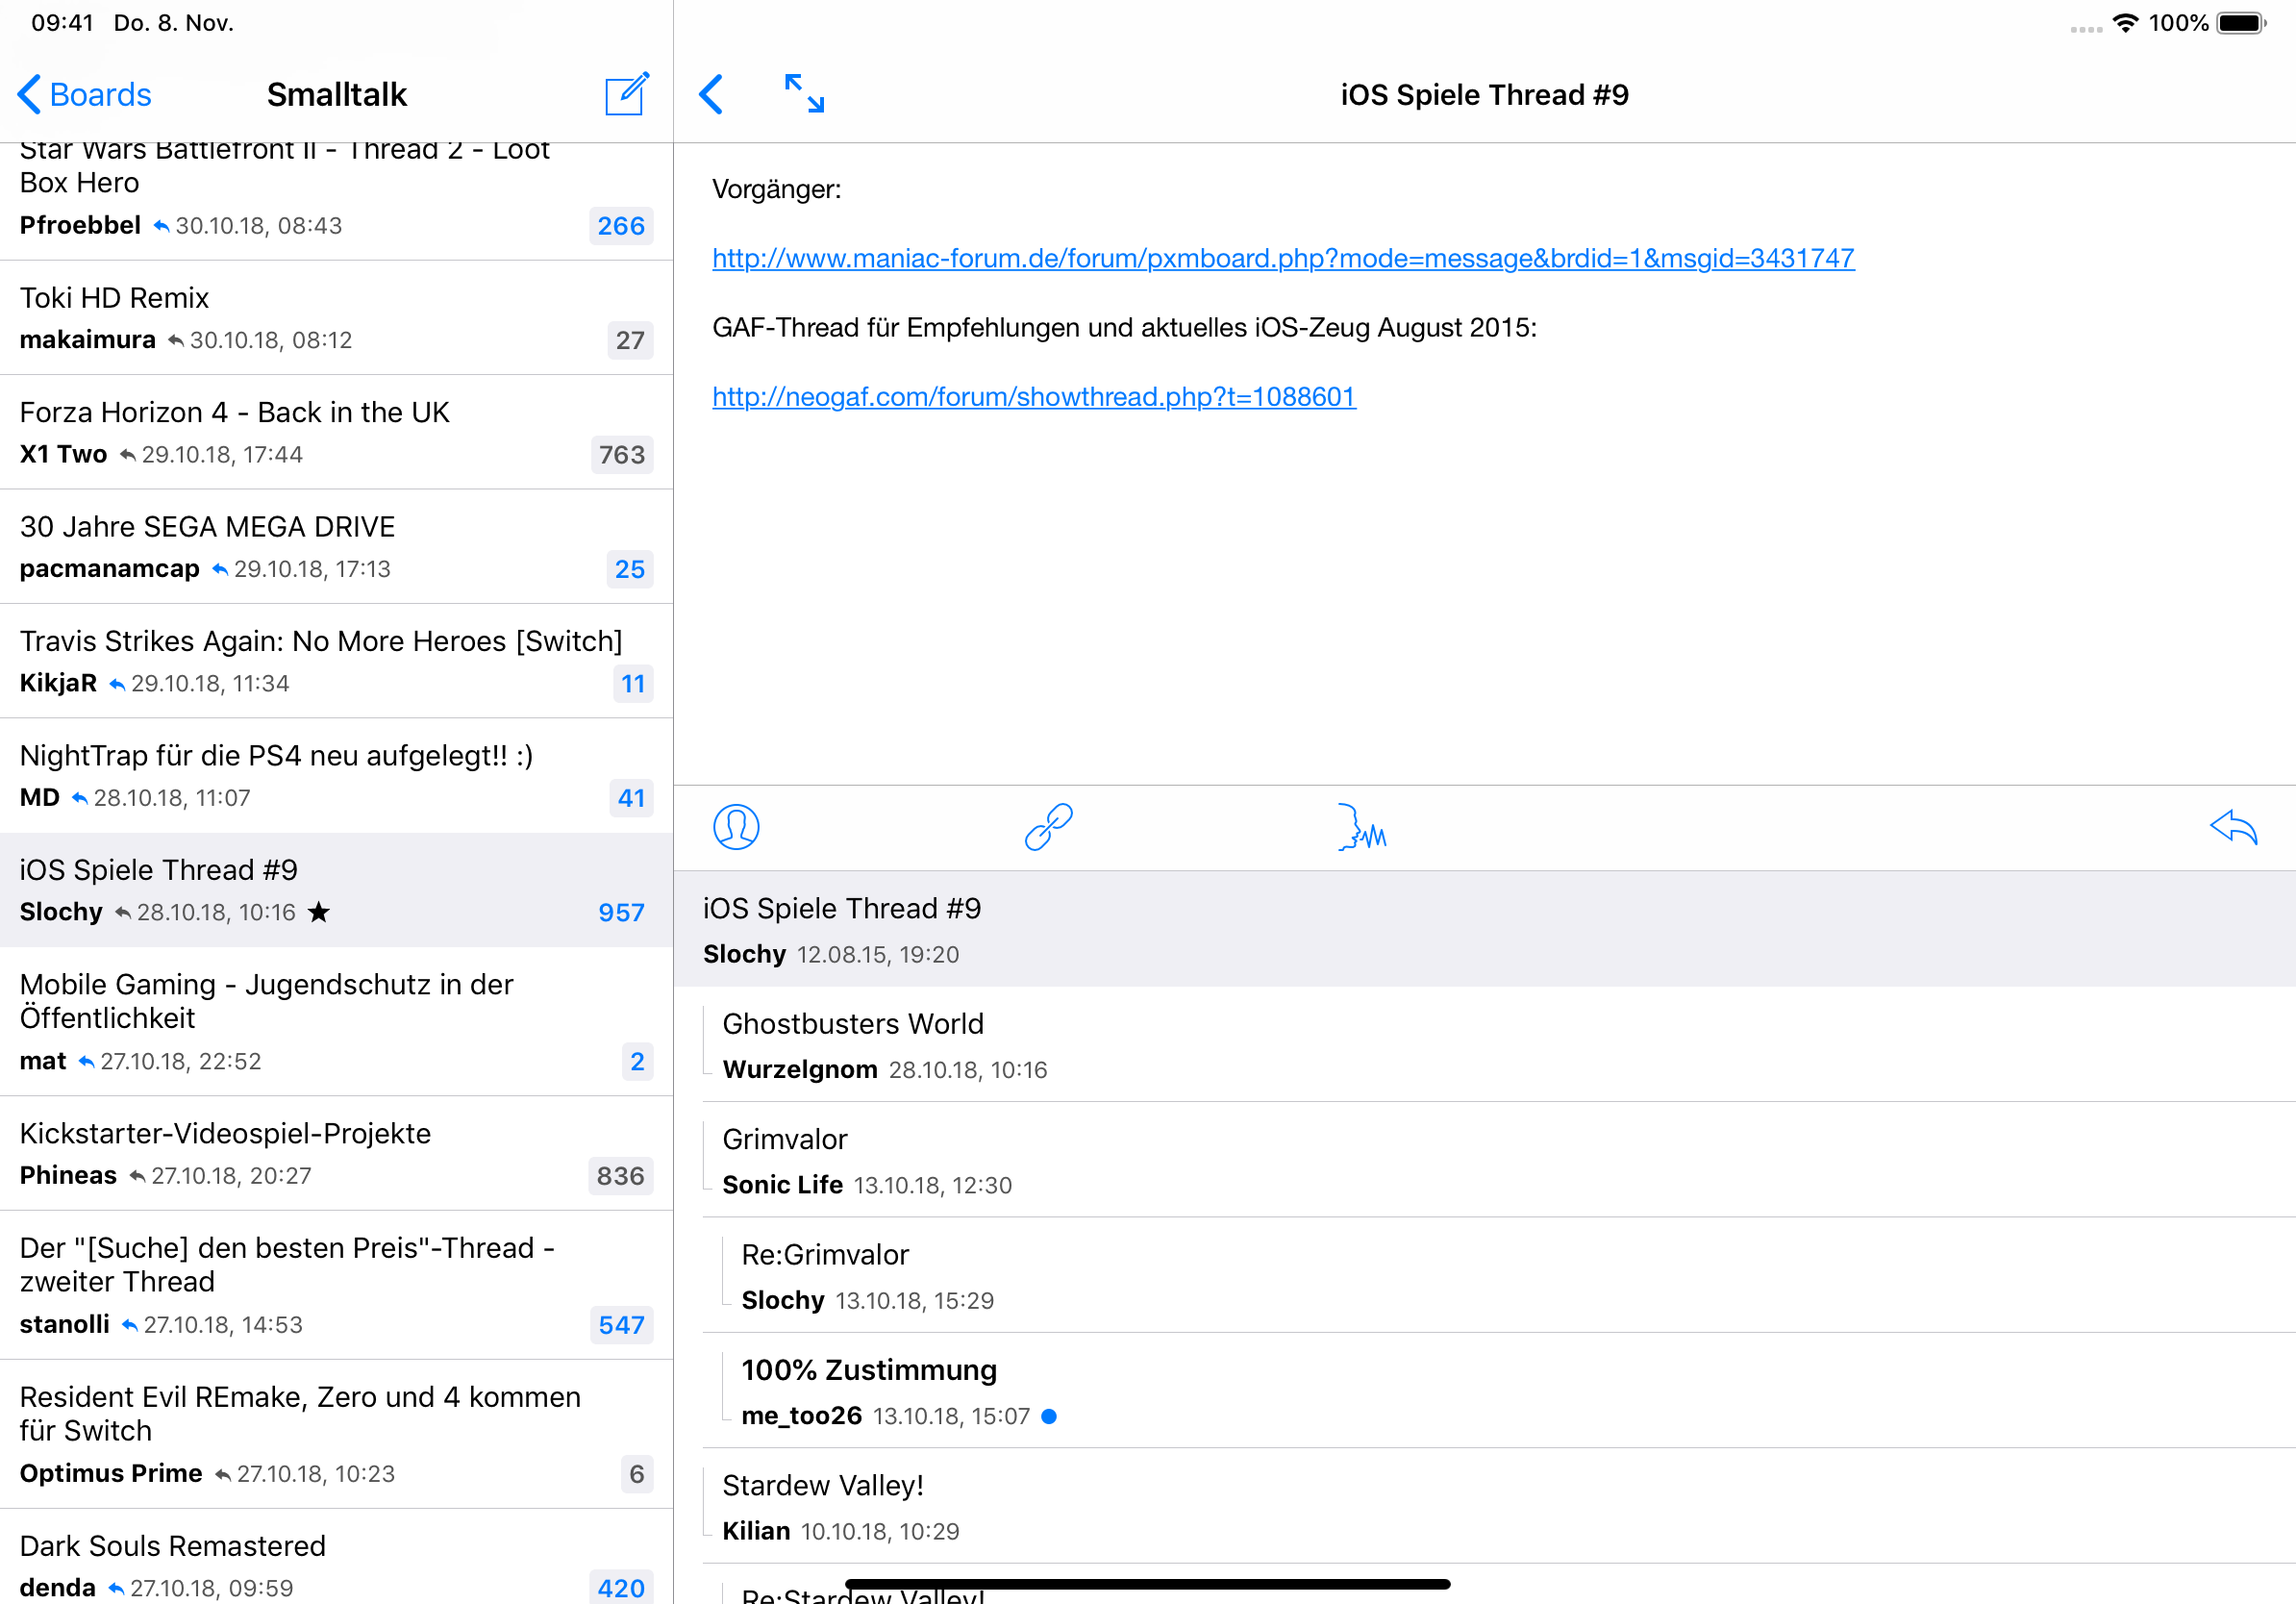 09:41 Do. 8. Nov.
100%
Boards
Smalltalk
Star Wars Battlefront II - Thread 2 - Loot
Box Hero
Pfroebbel 30.10.18, 08:43
266
Toki HD Remix
makaimura 30.10.18, 08:12
27
Forza Horizon 4 - Back in the UK
X1 Two 29.10.18, 17:44
763
30 Jahre SEGA MEGA DRIVE
pacmanamcap 29.10.18, 17:13
25
Travis Strikes Again: No More Heroes [Switch]
KikjaR 29.10.18, 11:34
11
NightTrap für die PS4 neu aufgelegt!! :)
MD 28.10.18, 11:07
41
iOS Spiele Thread #9
Slochy 28.10.18, 10:16 ★
957
Mobile Gaming - Jugendschutz in der
Öffentlichkeit
mat 27.10.18, 22:52
2
Kickstarter-Videospiel-Projekte
Phineas 27.10.18, 20:27
836
Der "[Suche] den besten Preis"-Thread -
zweiter Thread
stanolli 27.10.18, 14:53
547
Resident Evil REmake, Zero und 4 kommen
für Switch
Optimus Prime 27.10.18, 10:23
6
Dark Souls Remastered
denda 27.10.18, 09:59
420
iOS Spiele Thread #9
Vorgänger:
http://www.maniac-forum.de/forum/pxmboard.php?mode=message&brdid=1&msgid=3431747
GAF-Thread für Empfehlungen und aktuelles iOS-Zeug August 2015:
http://neogaf.com/forum/showthread.php?t=1088601
iOS Spiele Thread #9
Slochy 12.08.15, 19:20
Ghostbusters World
Wurzelgnom 28.10.18, 10:16
Grimvalor
Sonic Life 13.10.18, 12:30
Re:Grimvalor
Slochy 13.10.18, 15:29
100% Zustimmung
me_too26 13.10.18, 15:07
Stardew Valley!
Kilian 10.10.18, 10:29
Re:Stardew Valley!